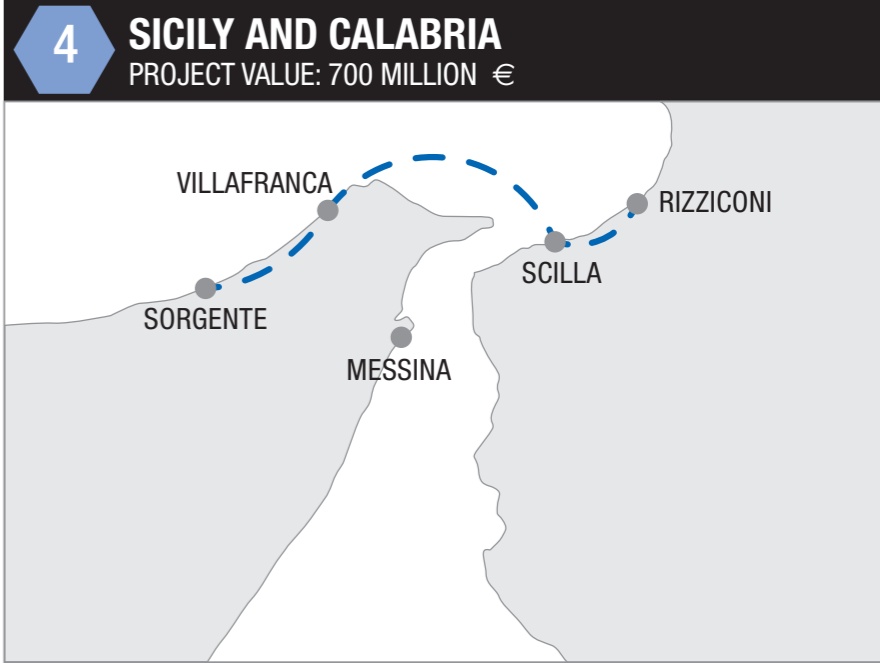 4
SICILY AND CALABRIA
PROJECT VALUE: 700 MILLION €
VILLAFRANCA
RIZZICONI
SCILLA
SORGENTE
MESSINA